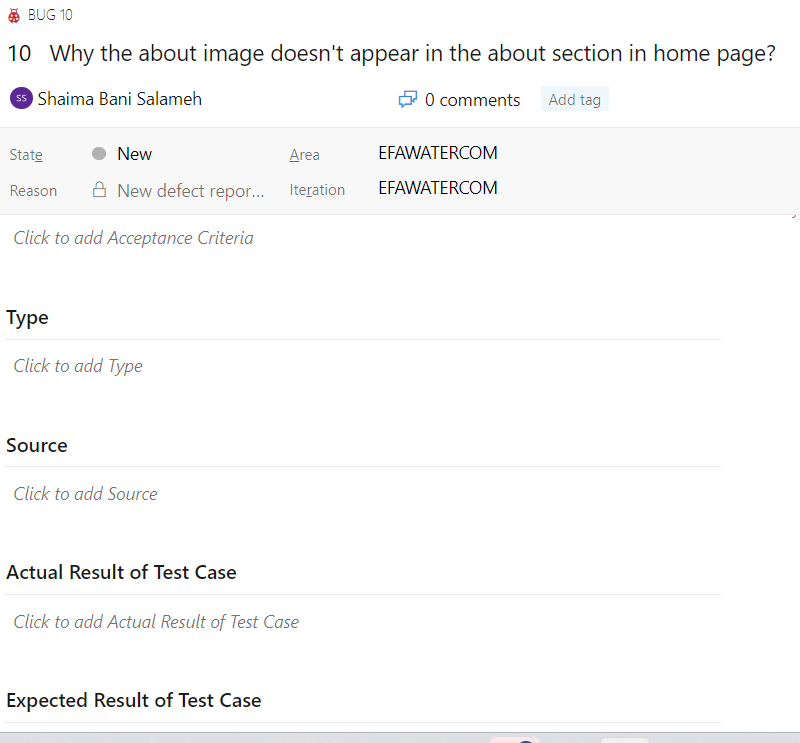 BUG 10
10 Why the about image doesn't appear in the about section in home page?
SS Shaima Bani Salameh 0 comments Add tag
State New Area EFAWATERCOM
Reason New defect repor... Iteration EFAWATERCOM
Click to add Acceptance Criteria
Type
Click to add Type
Source
Click to add Source
Actual Result of Test Case
Click to add Actual Result of Test Case
Expected Result of Test Case